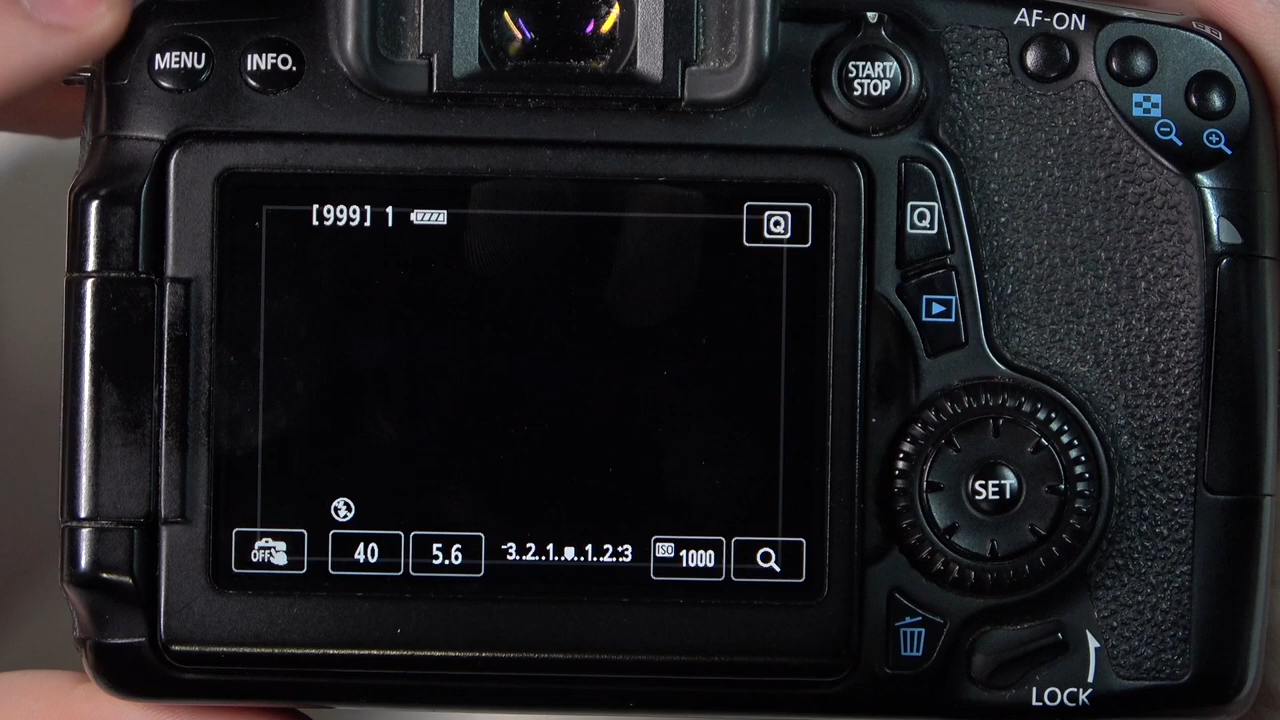 AF-ON
MENU
INFO.
START/
STOP
[999] 1
Q
Q
SET
OFF
40
5.6
-3..2..1..0..1..2..+3
ISO 1000
LOCK